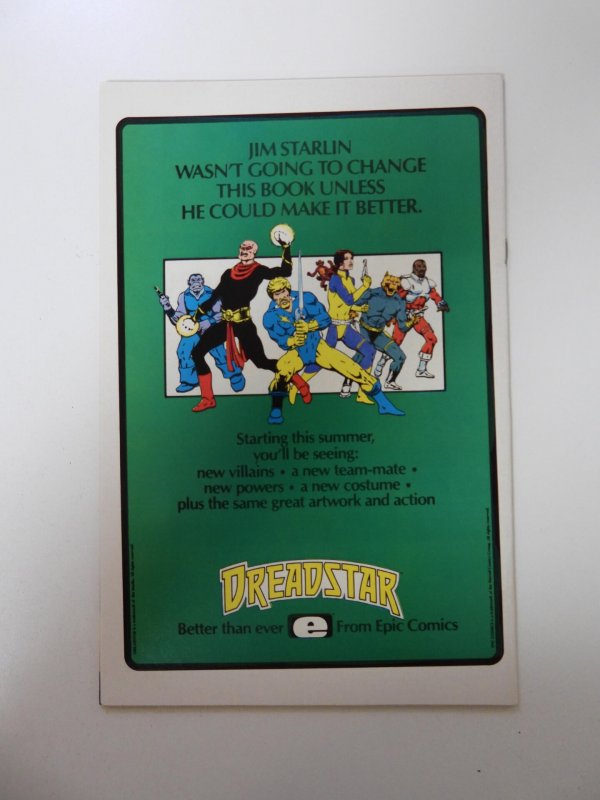 JIM STARLIN
WASN'T GOING TO CHANGE
THIS BOOK UNLESS
HE COULD MAKE IT BETTER.
Starting this summer,
you'll be seeing:
new villains • a new team-mate •
new powers • a new costume •
plus the same great artwork and action
DREADSTAR
Better than ever e From Epic Comics